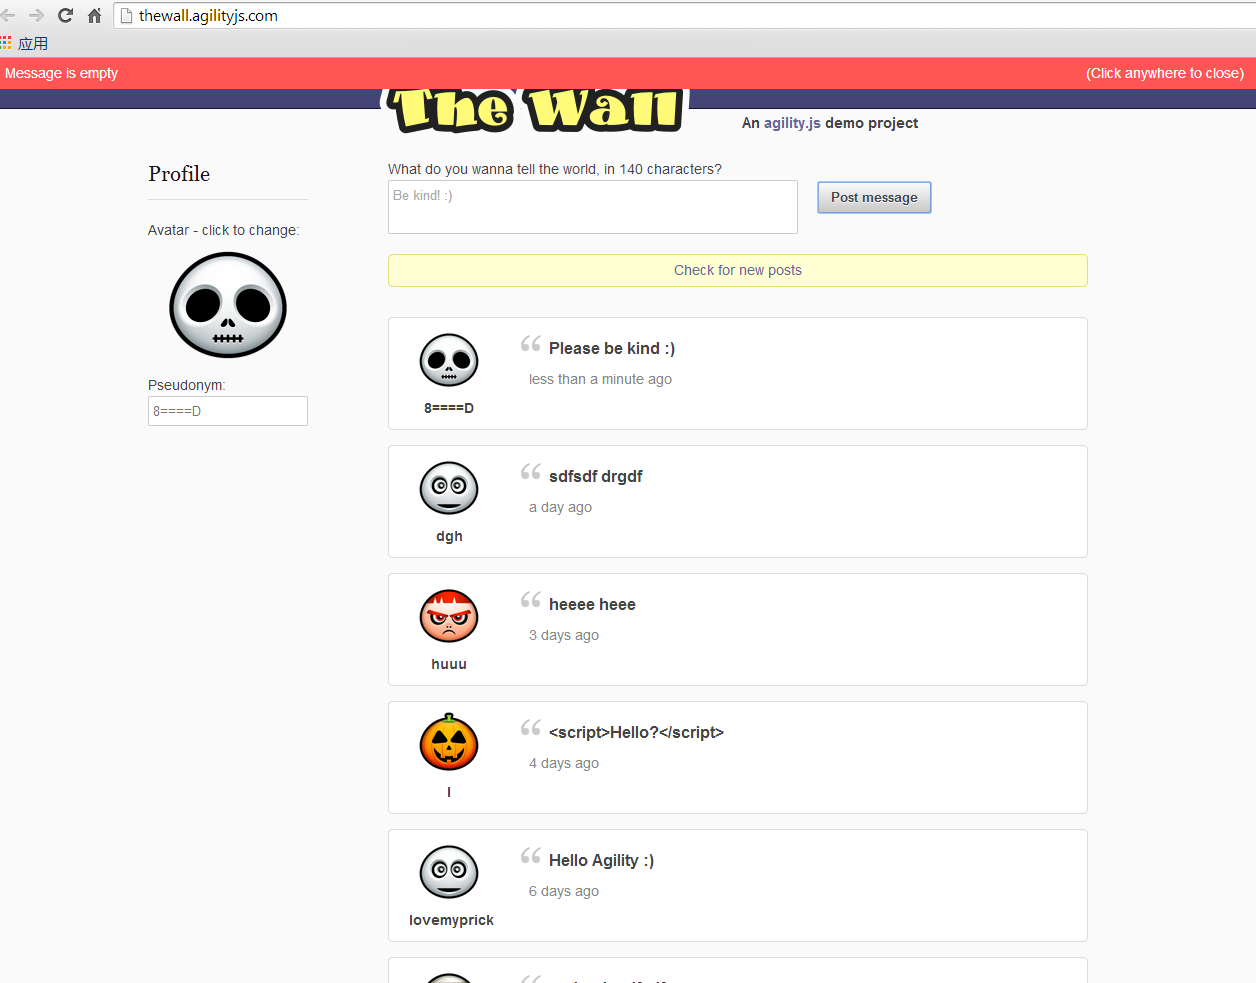 thewall.agilityjs.com
应用
Message is empty
(Click anywhere to close)
The Wall
An agility.js demo project
Profile
What do you wanna tell the world, in 140 characters?
Be kind! :)
Post message
Avatar - click to change:
Check for new posts
Pseudonym:
8====D
“ Please be kind :)
less than a minute ago
8====D
“ sdfsdf drgdf
a day ago
dgh
“ heeee heee
3 days ago
huuu
“ <script>Hello?</script>
4 days ago
“ Hello Agility :)
6 days ago
lovemyprick